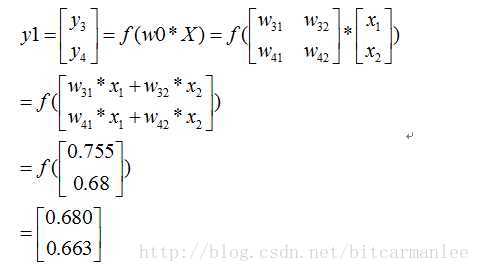 y1 = [y₃ y₄] = f(w0 * X) = f([w₃₁ w₃₂ w₄₁ w₄₂] * [x₁ x₂])
= f([w₃₁ * x₁ + w₃₂ * x₂ w₄₁ * x₁ + w₄₂ * x₂])
= f([0.755 0.68])
= [0.680 0.663]
http://blog.csdn.net/bitcarmanlee